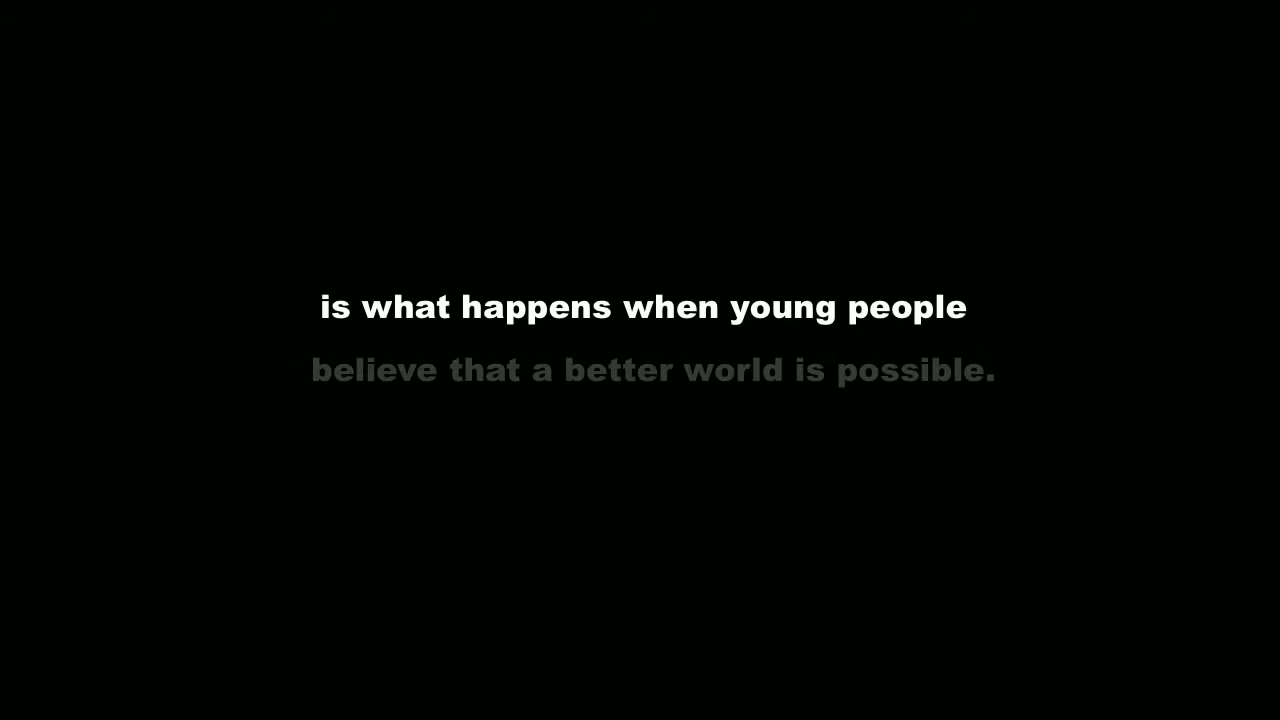 is what happens when young people
believe that a better world is possible.